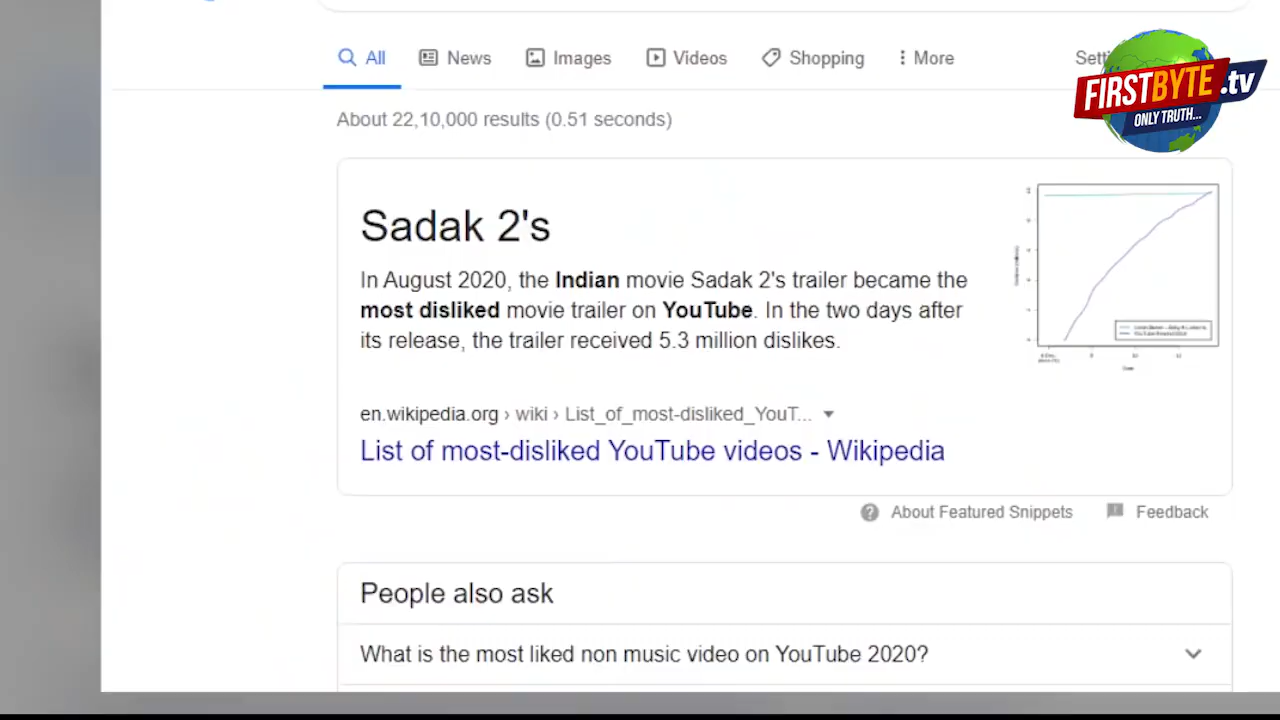 All News Images Videos Shopping More
FIRSTBYTE.tv
ONLY TRUTH...
About 22,10,000 results (0.51 seconds)
Sadak 2's
In August 2020, the Indian movie Sadak 2's trailer became the
most disliked movie trailer on YouTube. In the two days after
its release, the trailer received 5.3 million dislikes.
en.wikipedia.org › wiki › List_of_most-disliked_YouT...
List of most-disliked YouTube videos - Wikipedia
About Featured Snippets Feedback
People also ask
What is the most liked non music video on YouTube 2020?